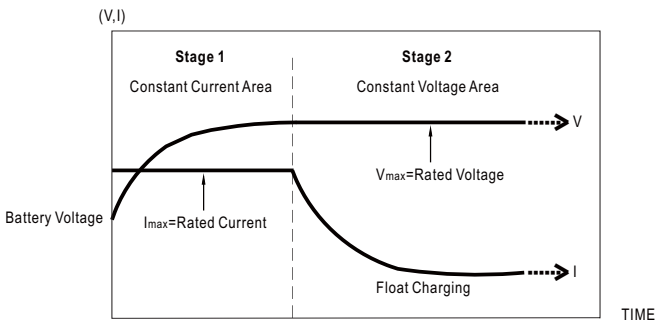 (V,I)
Stage 1
Stage 2
Constant Current Area
Constant Voltage Area
V
Vmax=Rated Voltage
Battery Voltage
Imax=Rated Current
I
Float Charging
TIME